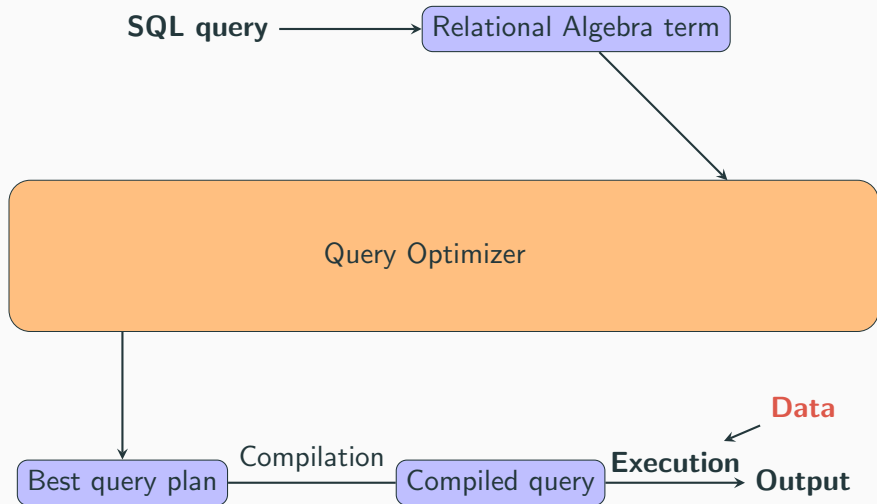 SQL query
Relational Algebra term
Query Optimizer
Data
Compilation
Execution
Best query plan
Compiled query
Output